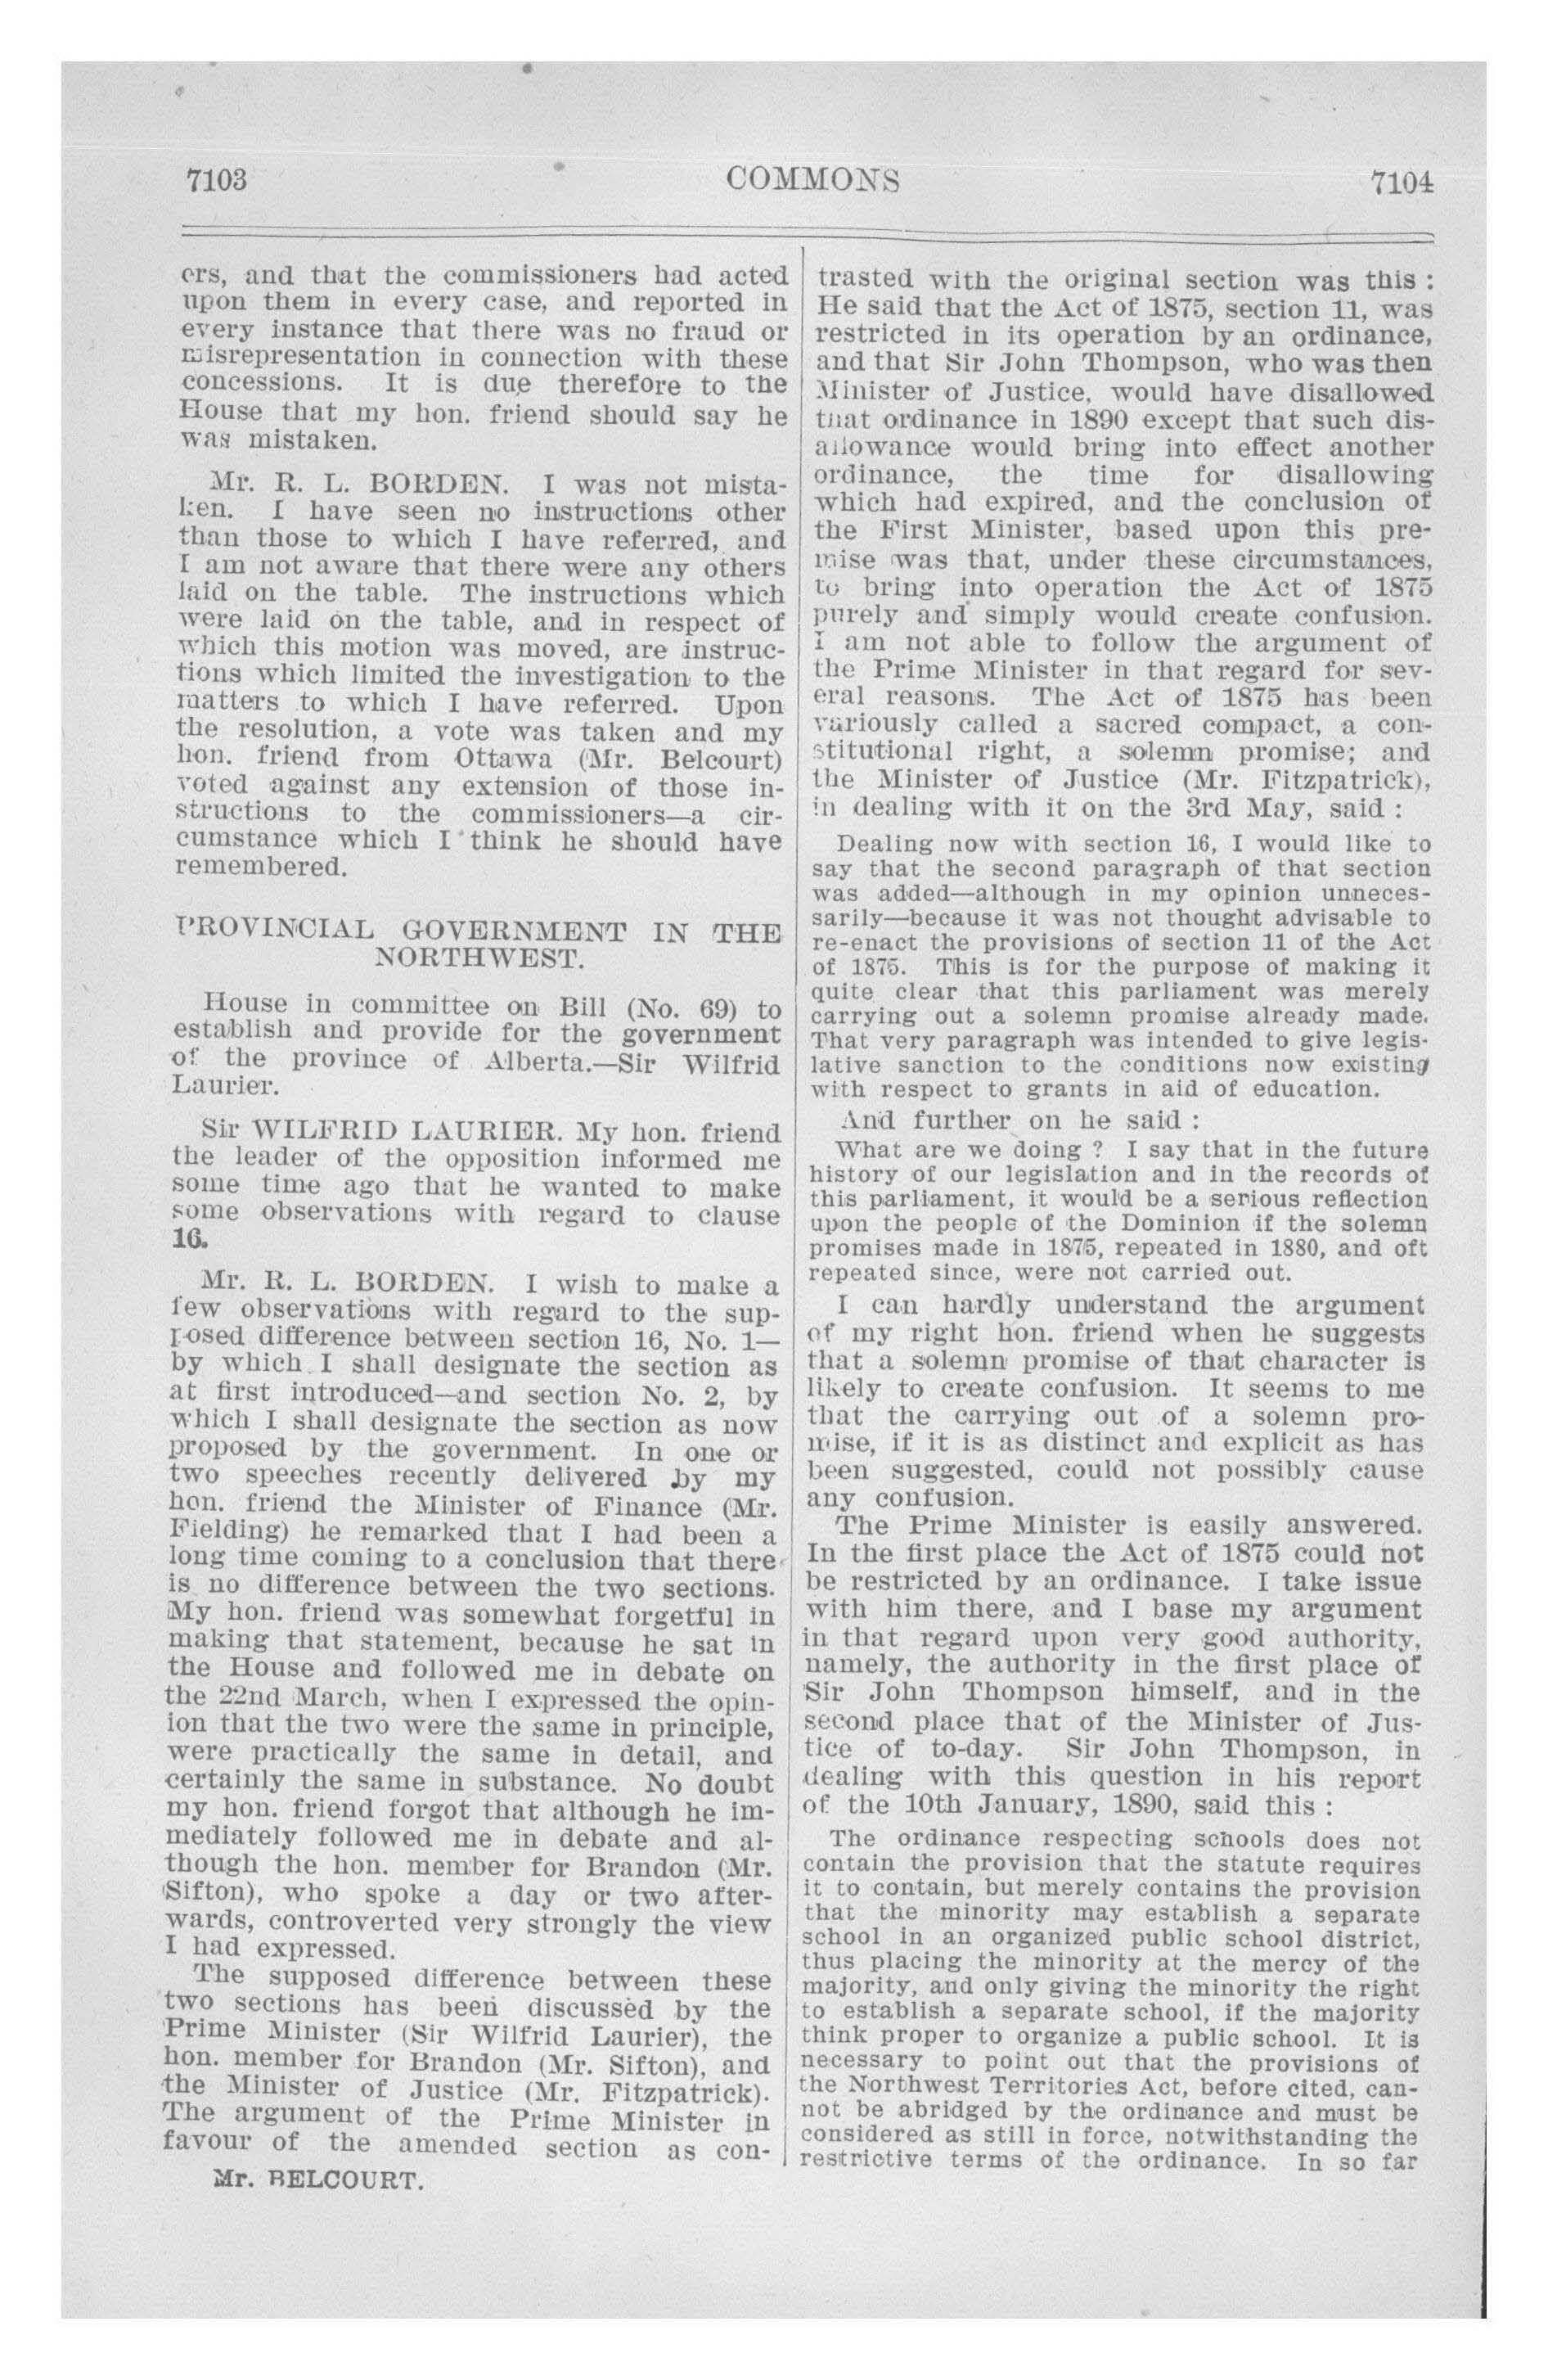 7103
COMMONS
7104
ers, and that the commissioners had acted
upon them in every case, and reported in
every instance that there was no fraud or
misrepresentation in connection with these
concessions. It is due therefore to the
House that my hon. friend should say he
was mistaken.
Mr. R. L. BORDEN. I was not mista-
ken. I have seen no instructions other
than those to which I have referred, and
I am not aware that there were any others
laid on the table. The instructions which
were laid on the table, and in respect of
which this motion was moved, are instruc-
tions which limited the investigation to the
matters to which I have referred. Upon
the resolution, a vote was taken and my
hon. friend from Ottawa (Mr. Belcourt)
voted against any extension of those in-
structions to the commissioners—a cir-
cumstance which I think he should have
remembered.
PROVINCIAL GOVERNMENT IN THE
NORTHWEST.
House in committee on Bill (No. 69) to
establish and provide for the government
of the province of Alberta.—Sir Wilfrid
Laurier.
Sir WILFRID LAURIER. My hon. friend
the leader of the opposition informed me
some time ago that he wanted to make
some observations with regard to clause
16.
Mr. R. L. BORDEN. I wish to make a
few observations with regard to the sup-
posed difference between section 16, No. 1—
by which I shall designate the section as
at first introduced—and section No. 2, by
which I shall designate the section as now
proposed by the government. In one or
two speeches recently delivered by my
hon. friend the Minister of Finance (Mr.
Fielding) he remarked that I had been a
long time coming to a conclusion that there
is no difference between the two sections.
My hon. friend was somewhat forgetful in
making that statement, because he sat in
the House and followed me in debate on
the 22nd March, when I expressed the opin-
ion that the two were the same in principle,
were practically the same in detail, and
certainly the same in substance. No doubt
my hon. friend forgot that although he im-
mediately followed me in debate and al-
though the hon. member for Brandon (Mr.
Sifton), who spoke a day or two after-
wards, controverted very strongly the view
I had expressed.
The supposed difference between these
two sections has been discussed by the
Prime Minister (Sir Wilfrid Laurier), the
hon. member for Brandon (Mr. Sifton), and
the Minister of Justice (Mr. Fitzpatrick).
The argument of the Prime Minister in
favour of the amended section as con-
Mr. BELCOURT.
trasted with the original section was this :
He said that the Act of 1875, section 11, was
restricted in its operation by an ordinance,
and that Sir John Thompson, who was then
Minister of Justice, would have disallowed
that ordinance in 1890 except that such dis-
allowance would bring into effect another
ordinance, the time for disallowing
which had expired, and the conclusion of
the First Minister, based upon this pre-
mise was that, under these circumstances,
to bring into operation the Act of 1875
purely and simply would create confusion.
I am not able to follow the argument of
the Prime Minister in that regard for sev-
eral reasons. The Act of 1875 has been
variously called a sacred compact, a con-
stitutional right, a solemn promise; and
the Minister of Justice (Mr. Fitzpatrick),
in dealing with it on the 3rd May, said :
Dealing now with section 16, I would like to
say that the second paragraph of that section
was added—although in my opinion unneces-
sarily—because it was not thought advisable to
re-enact the provisions of section 11 of the Act
of 1875. This is for the purpose of making it
quite clear that this parliament was merely
carrying out a solemn promise already made.
That very paragraph was intended to give legis-
lative sanction to the conditions now existing
with respect to grants in aid of education.
And further on he said :
What are we doing ? I say that in the future
history of our legislation and in the records of
this parliament, it would be a serious reflection
upon the people of the Dominion if the solemn
promises made in 1875, repeated in 1880, and oft
repeated since, were not carried out.
I can hardly understand the argument
of my right hon. friend when he suggests
that a solemn promise of that character is
likely to create confusion. It seems to me
that the carrying out of a solemn pro-
mise, if it is as distinct and explicit as has
been suggested, could not possibly cause
any confusion.
The Prime Minister is easily answered.
In the first place the Act of 1875 could not
be restricted by an ordinance. I take issue
with him there, and I base my argument
in that regard upon very good authority,
namely, the authority in the first place of
Sir John Thompson himself, and in the
second place that of the Minister of Jus-
tice of to-day. Sir John Thompson, in
dealing with this question in his report
of the 10th January, 1890, said this :
The ordinance respecting schools does not
contain the provision that the statute requires
it to contain, but merely contains the provision
that the minority may establish a separate
school in an organized public school district,
thus placing the minority at the mercy of the
majority, and only giving the minority the right
to establish a separate school, if the majority
think proper to organize a public school. It is
necessary to point out that the provisions of
the Northwest Territories Act, before cited, can-
not be abridged by the ordinance and must be
considered as still in force, notwithstanding the
restrictive terms of the ordinance. In so far